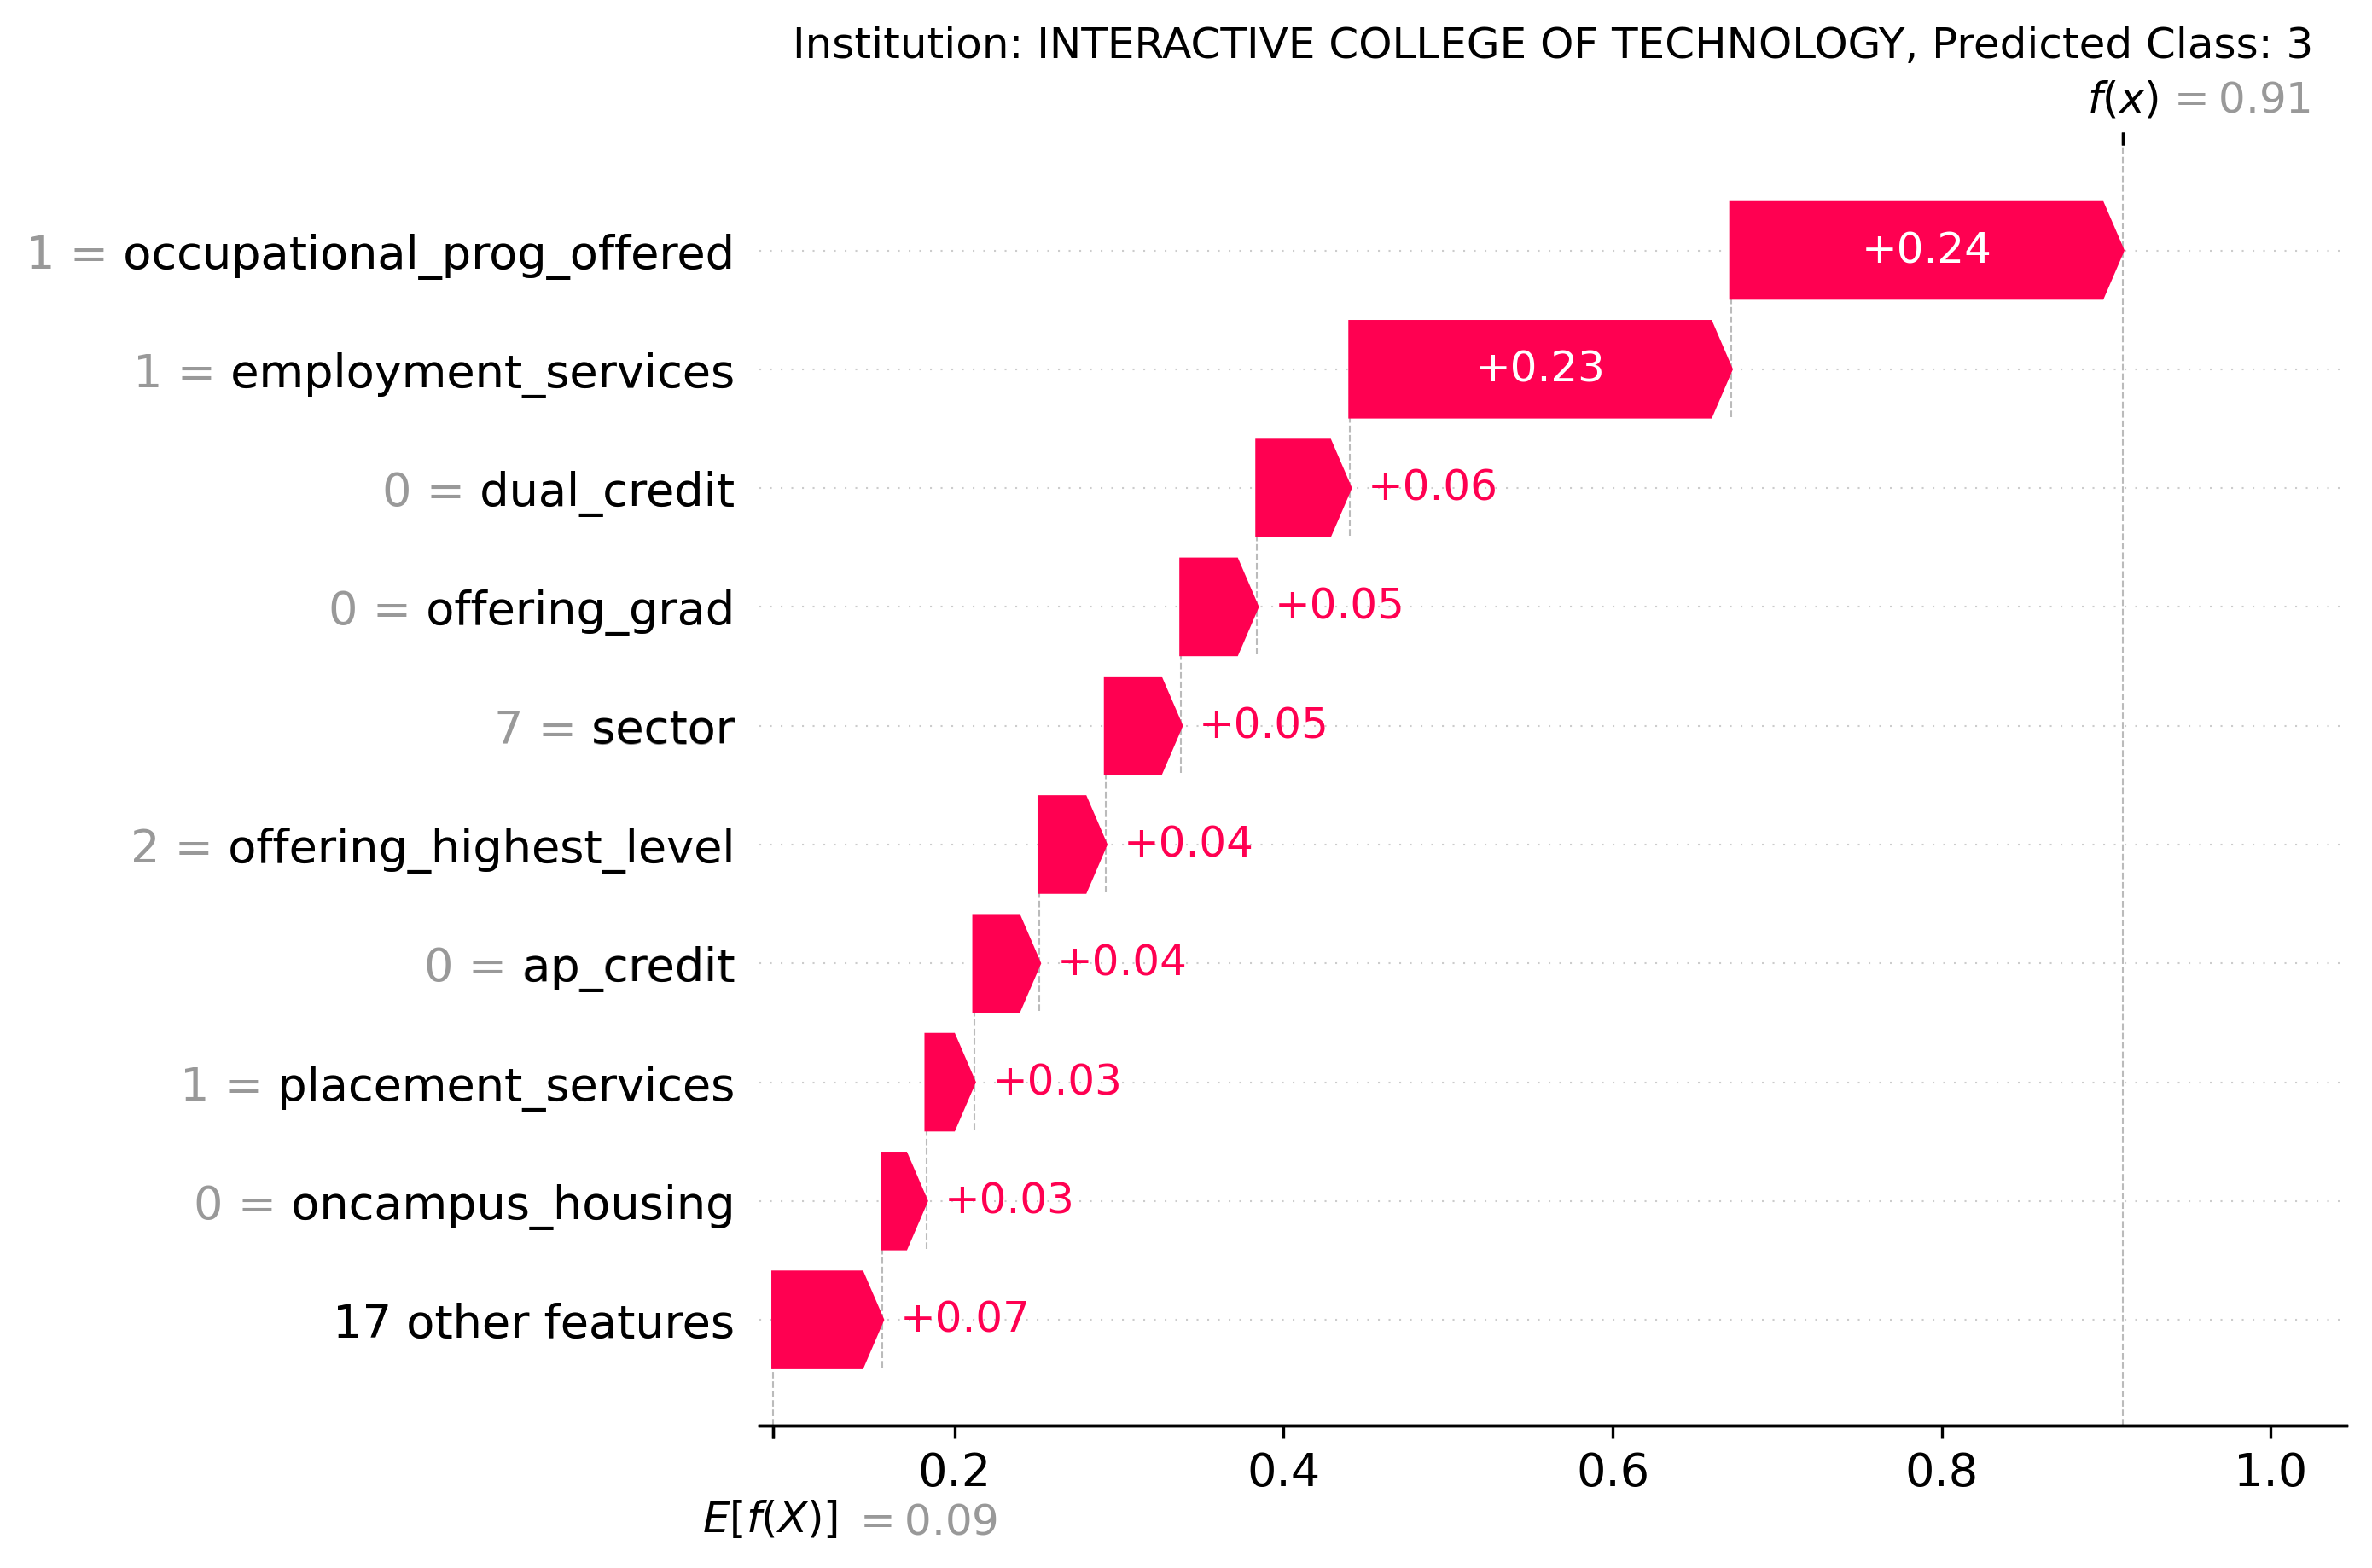 Institution: INTERACTIVE COLLEGE OF TECHNOLOGY, Predicted Class: 3
f(x) = 0.91
1 = occupational_prog_offered +0.24
1 = employment_services +0.23
0 = dual_credit +0.06
0 = offering_grad +0.05
7 = sector +0.05
2 = offering_highest_level +0.04
0 = ap_credit +0.04
1 = placement_services +0.03
0 = oncampus_housing +0.03
17 other features +0.07
0.2 0.4 0.6 0.8 1.0
E[f(X)] = 0.09